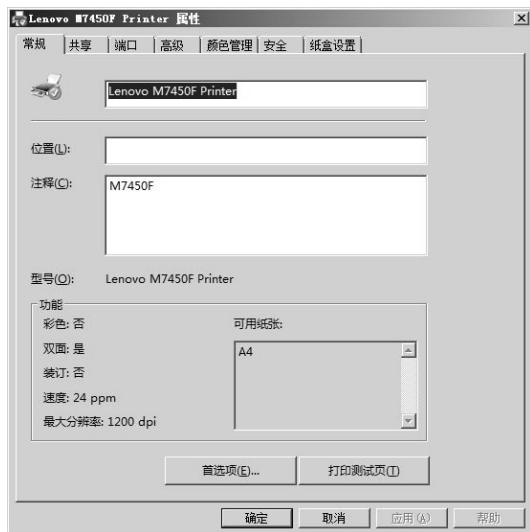 Lenovo M7450F Printer 属性
常规 共享 端口 高级 颜色管理 安全 纸盒设置
Lenovo M7450F Printer
位置(L):
注释(C): M7450F
型号(O): Lenovo M7450F Printer
功能
彩色: 否 可用纸张:
双面: 是 A4
装订: 否
速度: 24 ppm
最大分辨率: 1200 dpi
首选项(E)... 打印测试页(T)
确定 取消 应用(A) 帮助